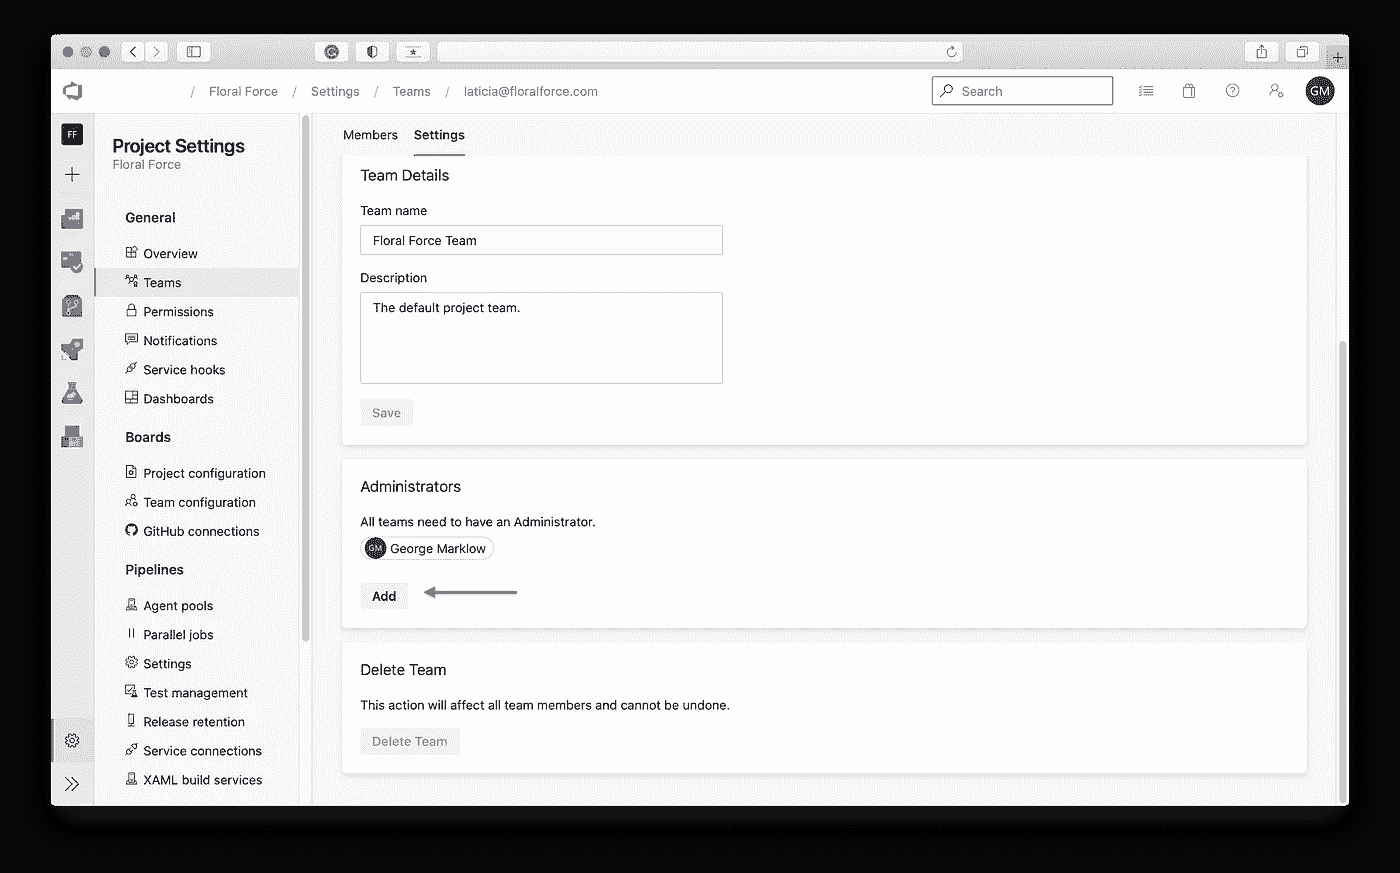 / Floral Force / Settings / Teams / laticia@floralforce.com
Search
GM
FF
Project Settings
Floral Force
General
Overview
Teams
Permissions
Notifications
Service hooks
Dashboards
Boards
Project configuration
Team configuration
GitHub connections
Pipelines
Agent pools
Parallel jobs
Settings
Test management
Release retention
Service connections
XAML build services
Members Settings
Team Details
Team name
Floral Force Team
Description
The default project team.
Save
Administrators
All teams need to have an Administrator.
GM George Marklow
Add
Delete Team
This action will affect all team members and cannot be undone.
Delete Team